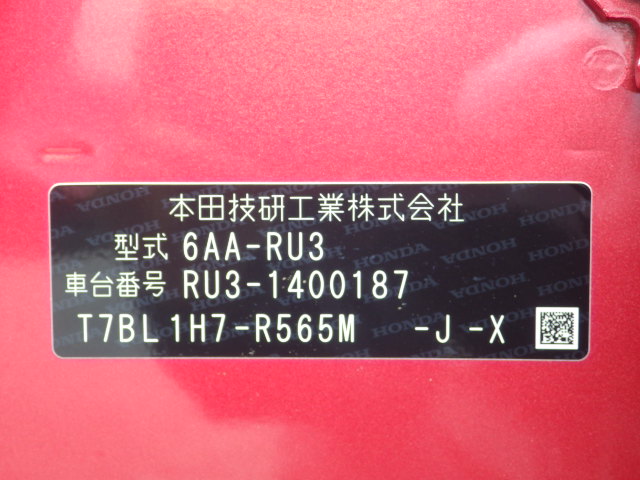 本田技研工業株式会社
型式 6AA-RU3
車台番号 RU3-1400187
T7BL1H7-R565M -J -X